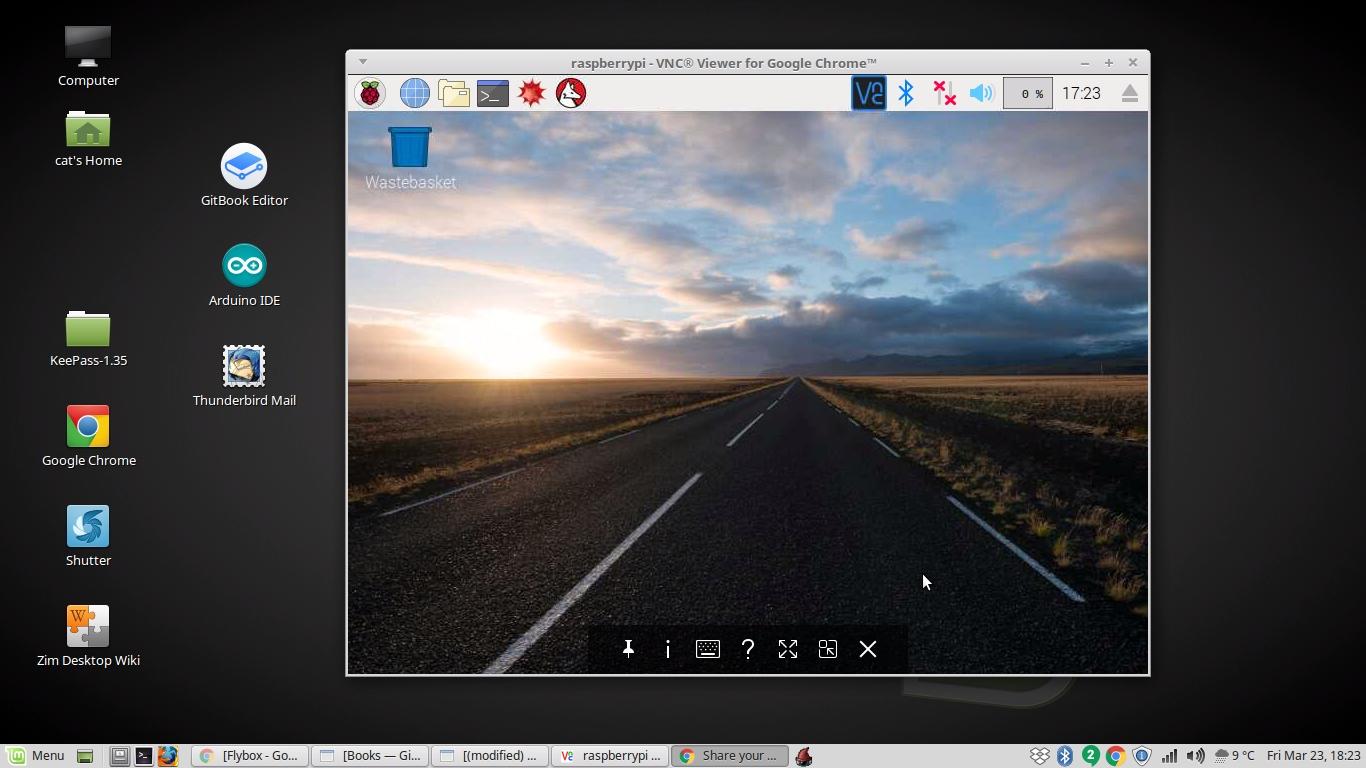 raspberrypi - VNC® Viewer for Google Chrome™
17:23
0 %
Wastebasket
Computer
cat's Home
GitBook Editor
Arduino IDE
KeePass-1.35
Thunderbird Mail
Google Chrome
Shutter
Zim Desktop Wiki
Menu
[Flybox - Go...
[Books — Gi...
[(modified) ...
raspberrypi ...
Share your ...
2
9 °C
Fri Mar 23, 18:23